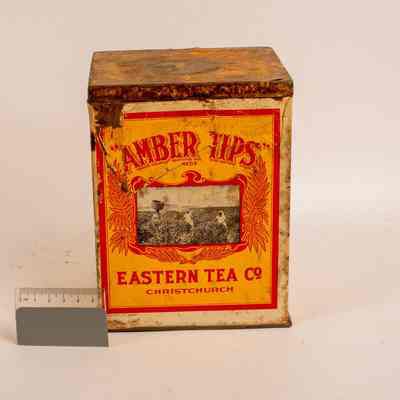 "AMBER TIPS"
EASTERN TEA CO
CHRISTCHURCH